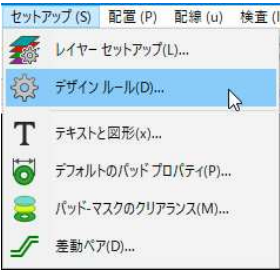 セットアップ(S) 配置(P) 配線(u) 検査(I
レイヤー セットアップ(L)...
デザイン ルール(D)...
テキストと図形(x)...
デフォルトのパッド プロパティ(P)...
パッド-マスクのクリアランス(M)...
差動ペア(D)...